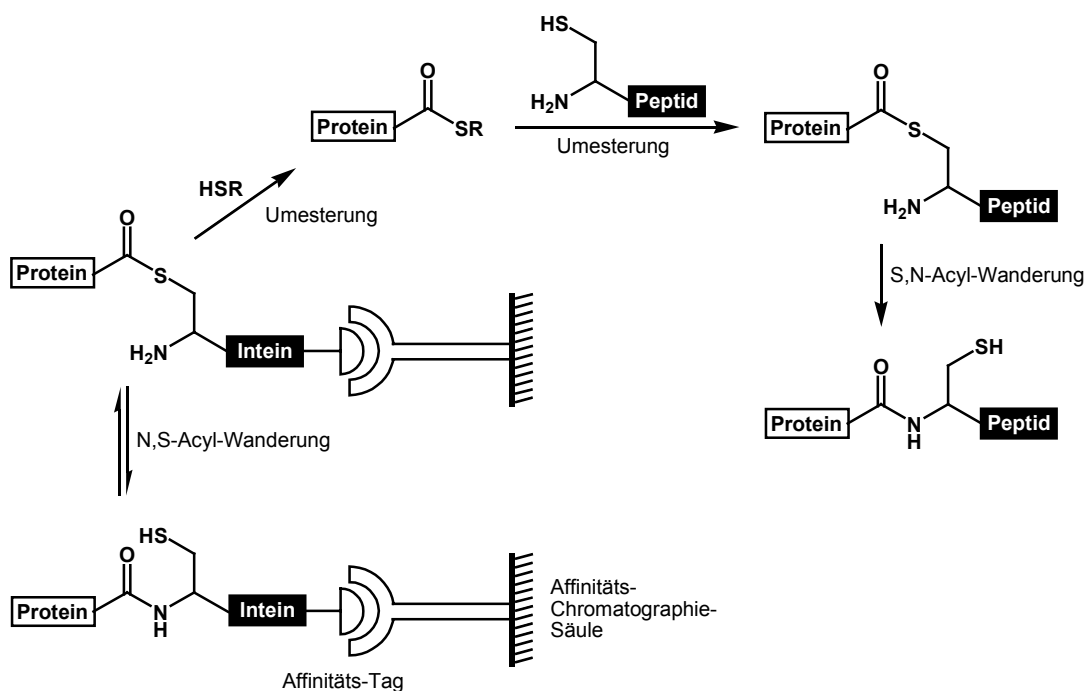 HS
H₂N
Peptid
Umesterung
O
Protein
SR
HSR
Umesterung
O
Protein
S
H₂N
Peptid
S,N-Acyl-Wanderung
O
Protein
N
H
SH
Peptid
O
Protein
S
H₂N
Intein
N,S-Acyl-Wanderung
HS
O
Protein
N
H
Intein
Affinitäts-Tag
Affinitäts-
Chromatographie-
Säule